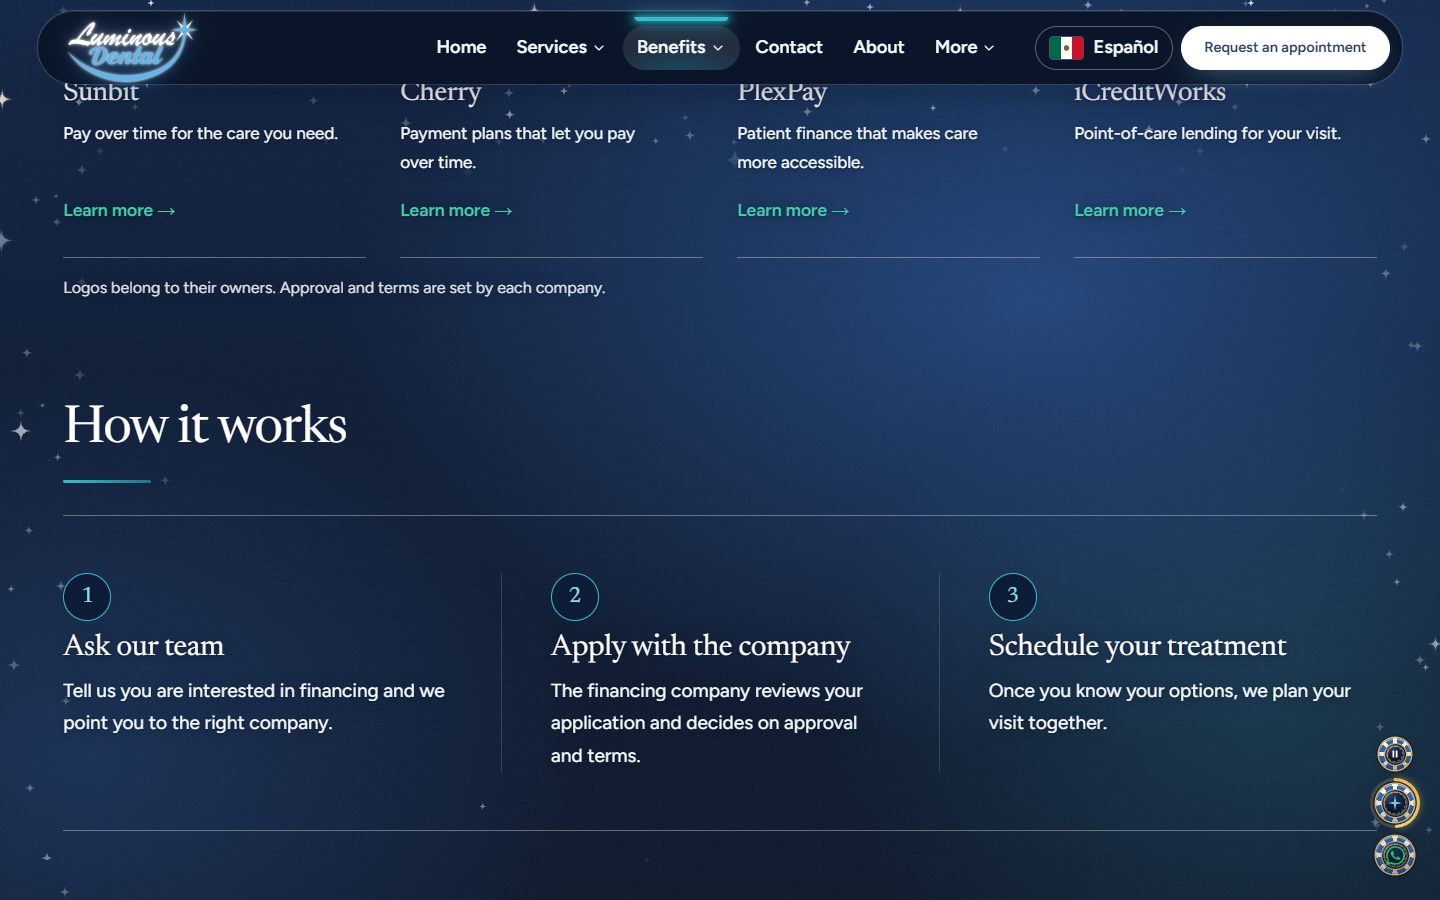 Luminous
Dental
Home
Services
Benefits
Contact
About
More
Español
Request an appointment
Sunbit
Cherry
PlexPay
iCreditWorks
Pay over time for the care you need.
Payment plans that let you pay
over time.
Patient finance that makes care
more accessible.
Point-of-care lending for your visit.
Learn more →
Learn more →
Learn more →
Learn more →
Logos belong to their owners. Approval and terms are set by each company.
How it works
1
Ask our team
Tell us you are interested in financing and we
point you to the right company.
2
Apply with the company
The financing company reviews your
application and decides on approval
and terms.
3
Schedule your treatment
Once you know your options, we plan your
visit together.